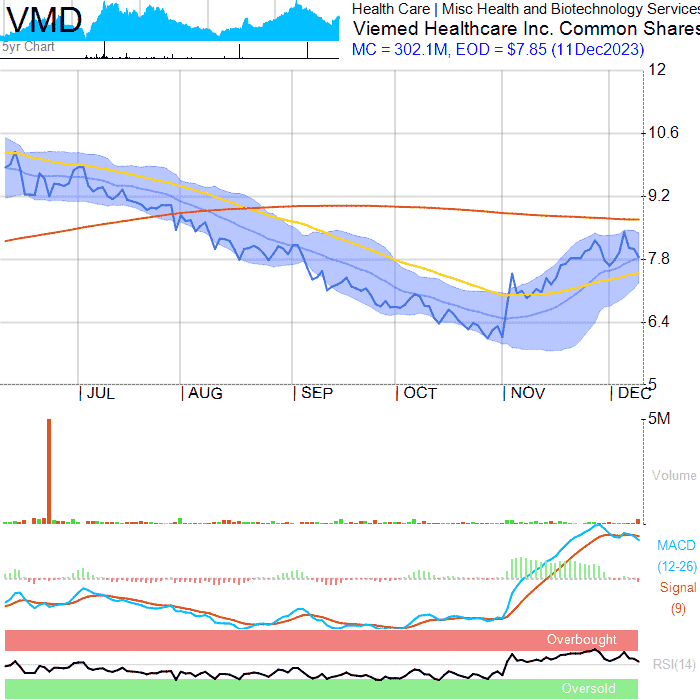 VMD
5yr Chart
Health Care | Misc Health and Biotechnology Services
Viemed Healthcare Inc. Common Shares
MC = 302.1M, EOD = $7.85 (11Dec2023)
12
10.6
9.2
7.8
6.4
5
JUL AUG SEP OCT NOV DEC
5M
Volume
MACD
(12-26)
Signal
(9)
Overbought
RSI(14)
Oversold